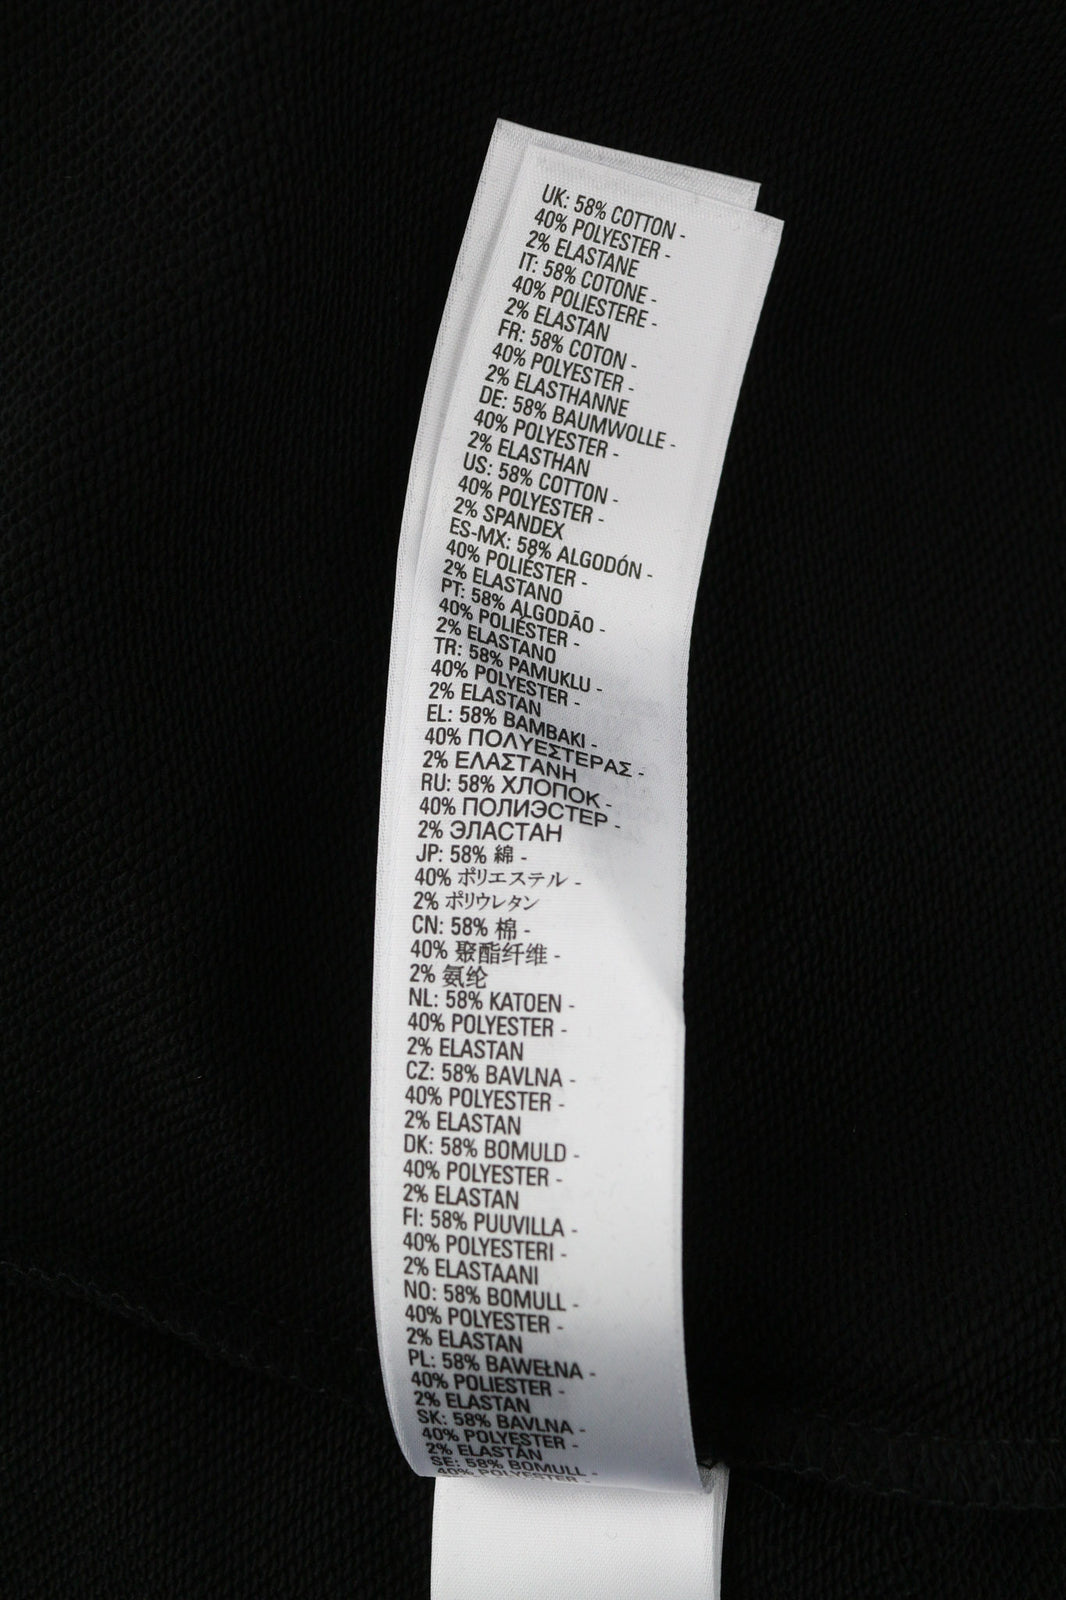 UK: 58% COTTON -
40% POLYESTER -
2% ELASTANE
IT: 58% COTONE -
40% POLIESTERE -
2% ELASTAN
FR: 58% COTON -
40% POLYESTER -
2% ELASTHANNE
DE: 58% BAUMWOLLE -
40% POLYESTER -
2% ELASTHAN
US: 58% COTTON -
40% POLYESTER -
2% SPANDEX
ES-MX: 58% ALGODÓN -
40% POLIÉSTER -
2% ELASTANO
PT: 58% ALGODÃO -
40% POLIÉSTER -
2% ELASTANO
TR: 58% PAMUKLU -
40% POLYESTER -
2% ELASTAN
EL: 58% BAMBAKI -
40% ΠΟΛΥΕΣΤΕΡΑΣ -
2% ΕΛΑΣΤΑΝΗ
RU: 58% ХЛОПОК -
40% ПОЛИЭСТЕР -
2% ЭЛАСТАН
JP: 58% 綿 -
40% ポリエステル -
2% ポリウレタン
CN: 58% 棉 -
40% 聚酯纤维 -
2% 氨纶
NL: 58% KATOEN -
40% POLYESTER -
2% ELASTAN
CZ: 58% BAVLNA -
40% POLYESTER -
2% ELASTAN
DK: 58% BOMULD -
40% POLYESTER -
2% ELASTAN
FI: 58% PUUVILLA -
40% POLYESTERI -
2% ELASTAANI
NO: 58% BOMULL -
40% POLYESTER -
2% ELASTAN
PL: 58% BAWEŁNA -
40% POLIESTER -
2% ELASTAN
SK: 58% BAVLNA -
40% POLYESTER -
2% ELASTÁN
SE: 58% BOMULL -
40% POLYESTER -